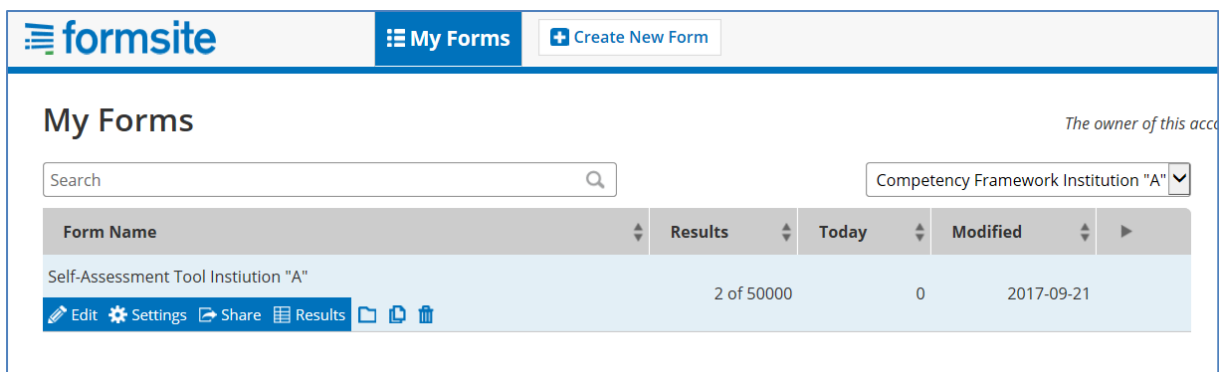 formsite My Forms Create New Form
My Forms
The owner of this acco
Search Competency Framework Institution "A"
Form Name Results Today Modified
Self-Assessment Tool Instiution "A"
2 of 50000 0 2017-09-21
Edit Settings Share Results